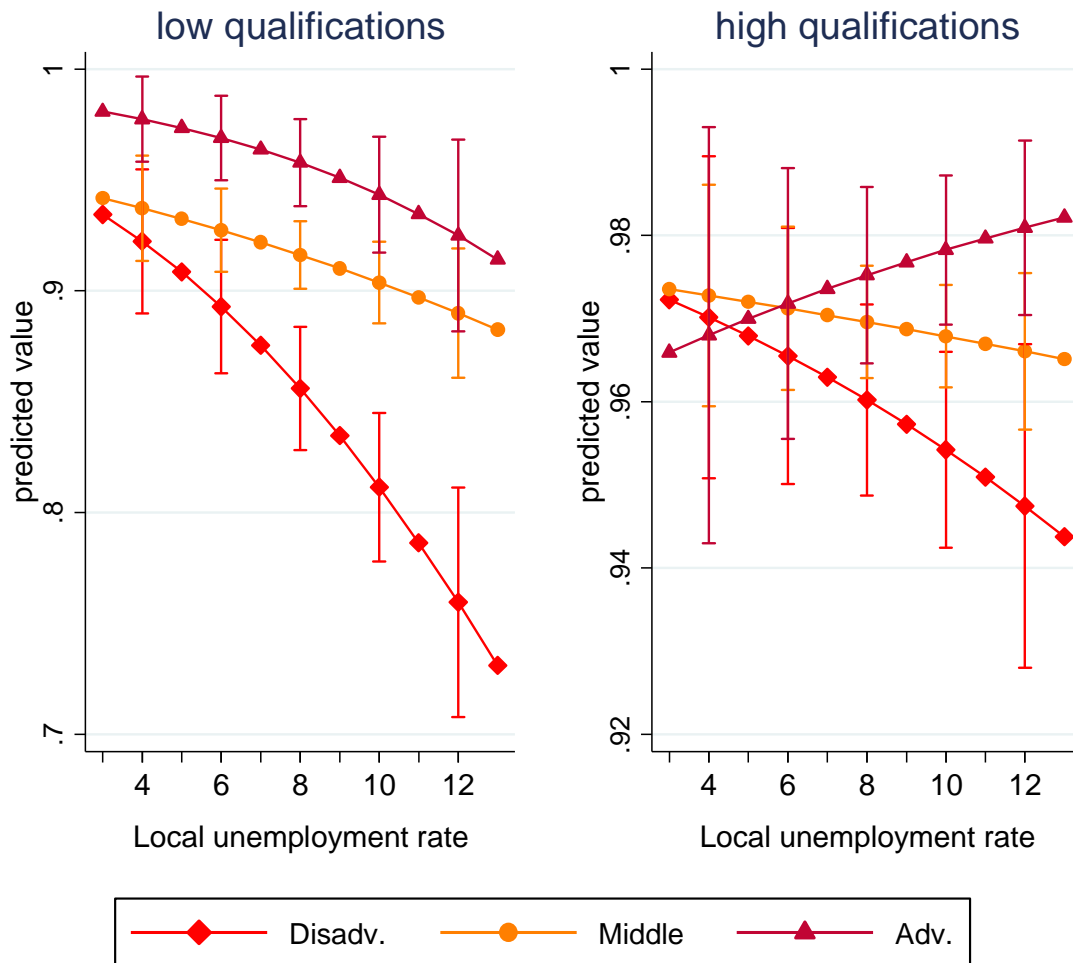 low qualifications
high qualifications
predicted value
1
.9
.8
.7
4 6 8 10 12
Local unemployment rate
predicted value
1
.98
.96
.94
.92
4 6 8 10 12
Local unemployment rate
Disadv. Middle Adv.